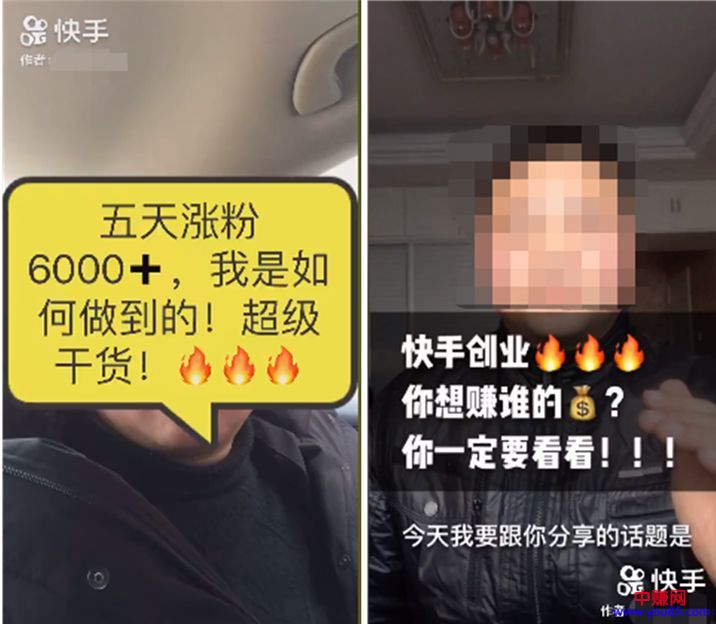 快手
作者:
五天涨粉
6000➕，我是如
何做到的！超级
干货！🔥🔥🔥
快手创业🔥🔥🔥
你想赚谁的💰？
你一定要看看！！！
今天我要跟你分享的话题是
快手
中赚网